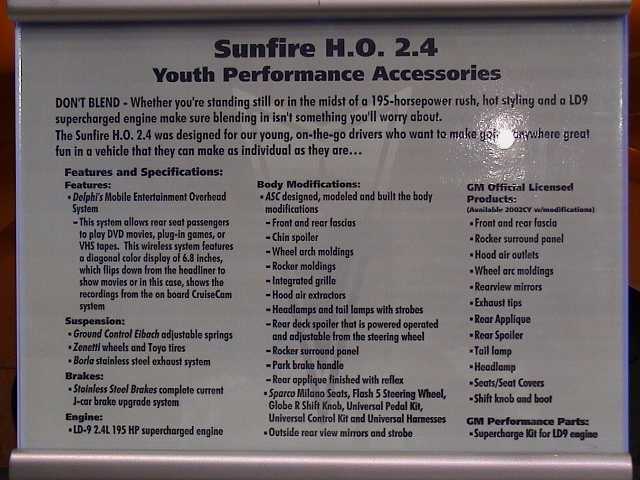 Sunfire H.O. 2.4
Youth Performance Accessories
DON'T BLEND - Whether you're standing still or in the midst of a 195-horsepower rush, hot styling and a LD9
supercharged engine make sure blending in isn't something you'll worry about.
The Sunfire H.O. 2.4 was designed for our young, on-the-go drivers who want to make going anywhere great
fun in a vehicle that they can make as individual as they are…
Features and Specifications:
Features:
• Delphi's Mobile Entertainment Overhead
System
– This system allows rear seat passengers
to play DVD movies, plug-in games, or
VHS tapes. This wireless system features
a diagonal color display of 6.8 inches,
which flips down from the headliner to
show movies or in this case, shows the
recordings from the on board CruiseCam
system
Suspension:
• Ground Control Eibach adjustable springs
• Zenetti wheels and Toyo tires
• Borla stainless steel exhaust system
Brakes:
• Stainless Steel Brakes complete current
J-car brake upgrade system
Engine:
• LD-9 2.4L 195 HP supercharged engine
Body Modifications:
• ASC designed, modeled and built the body
modifications
– Front and rear fascias
– Chin spoiler
– Wheel arch moldings
– Rocker moldings
– Integrated grille
– Hood air extractors
– Headlamps and tail lamps with strobes
– Rear deck spoiler that is powered operated
and adjustable from the steering wheel
– Rocker surround panel
– Park brake handle
– Rear applique finished with reflex
• Sparco Milano Seats, Flash 5 Steering Wheel,
Globe R Shift Knob, Universal Pedal Kit,
Universal Control Kit and Universal Harnesses
• Outside rear view mirrors and strobe
GM Official Licensed
Products:
(Available 2002CY w/modifications)
• Front and rear fascia
• Rocker surround panel
• Hood air outlets
• Wheel arc moldings
• Rearview mirrors
• Exhaust tips
• Rear Applique
• Rear Spoiler
• Tail lamp
• Headlamp
• Seats/Seat Covers
• Shift knob and boot
GM Performance Parts:
• Supercharge Kit for LD9 engine